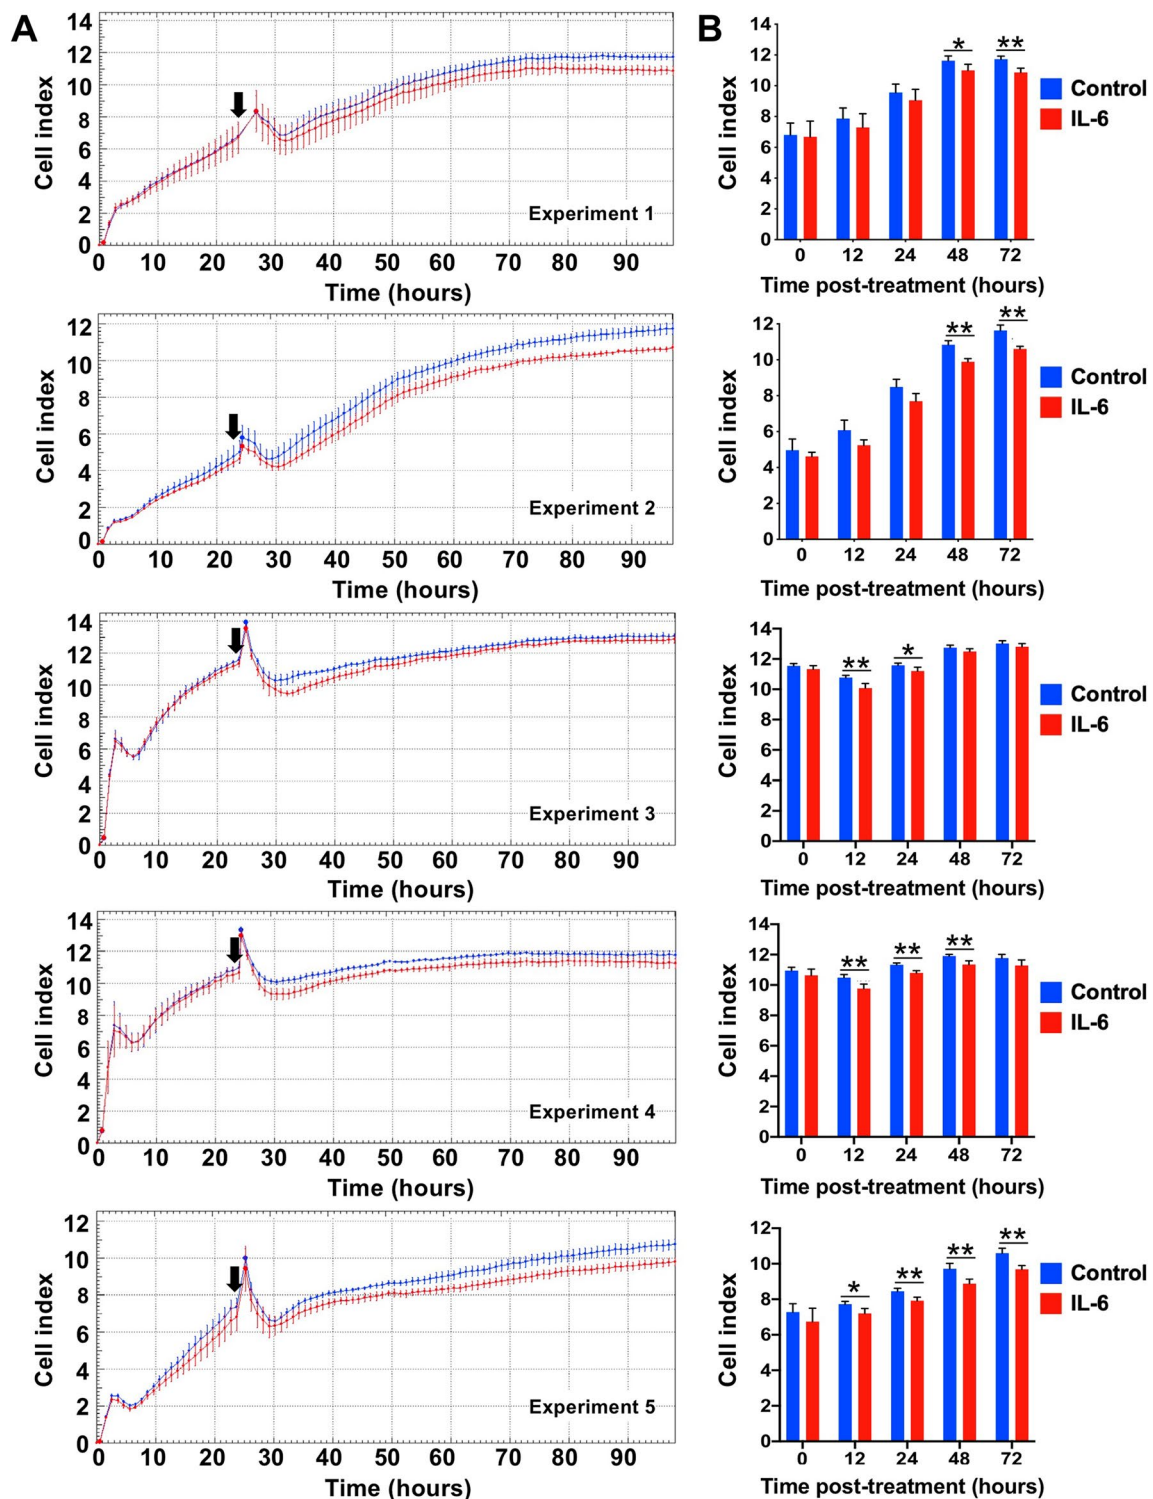 A
B
14
12
10
8
6
4
2
0
Cell index
Experiment 1
0 10 20 30 40 50 60 70 80 90
Time (hours)
14
12
10
8
6
4
2
0
Cell index
* **
Control
IL-6
0 12 24 48 72
Time post-treatment (hours)
12
10
8
6
4
2
0
Cell index
Experiment 2
0 10 20 30 40 50 60 70 80 90
Time (hours)
12
10
8
6
4
2
0
Cell index
** **
Control
IL-6
0 12 24 48 72
Time post-treatment (hours)
14
12
10
8
6
4
2
0
Cell index
Experiment 3
0 10 20 30 40 50 60 70 80 90
Time (hours)
14
12
10
8
6
4
2
0
Cell index
** *
Control
IL-6
0 12 24 48 72
Time post-treatment (hours)
14
12
10
8
6
4
2
0
Cell index
Experiment 4
0 10 20 30 40 50 60 70 80 90
Time (hours)
14
12
10
8
6
4
2
0
Cell index
** ** **
Control
IL-6
0 12 24 48 72
Time post-treatment (hours)
12
10
8
6
4
2
0
Cell index
Experiment 5
0 10 20 30 40 50 60 70 80 90
Time (hours)
12
10
8
6
4
2
0
Cell index
* ** ** **
Control
IL-6
0 12 24 48 72
Time post-treatment (hours)